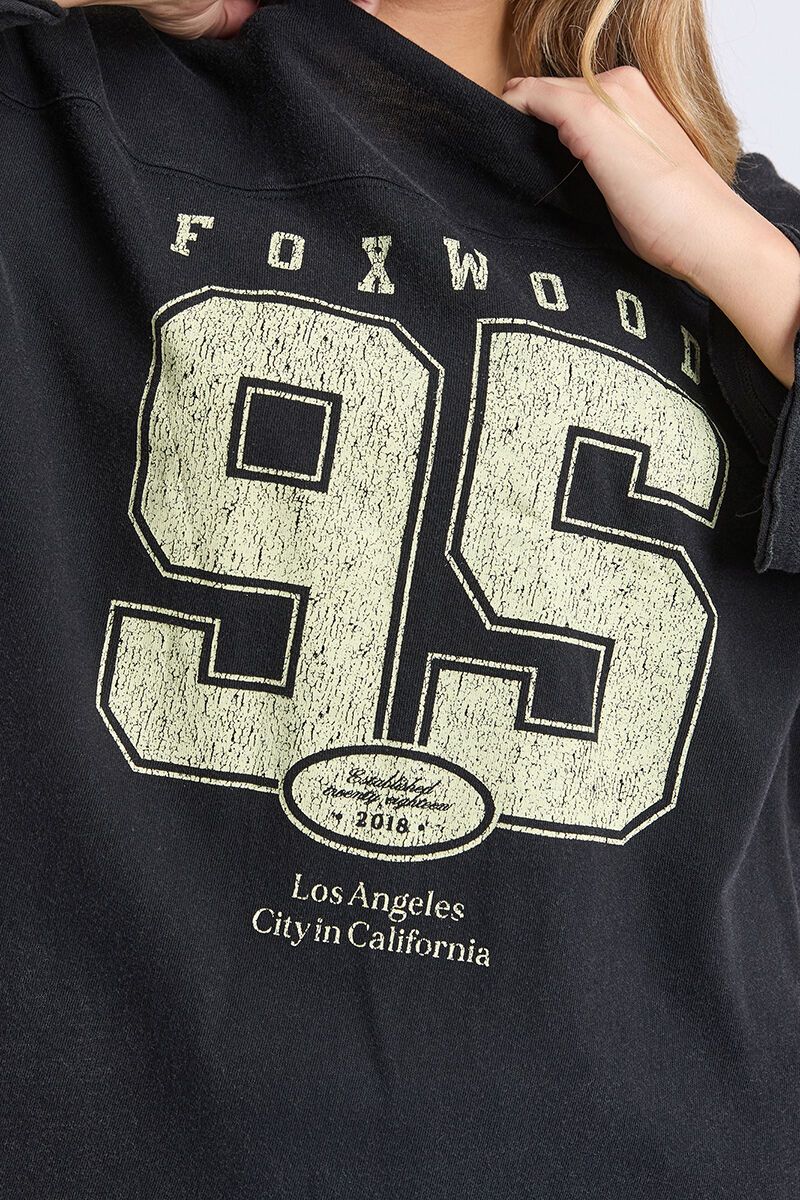 FOXWOOD
95
Established
twenty eighteen
• 2018 •
Los Angeles
City in California